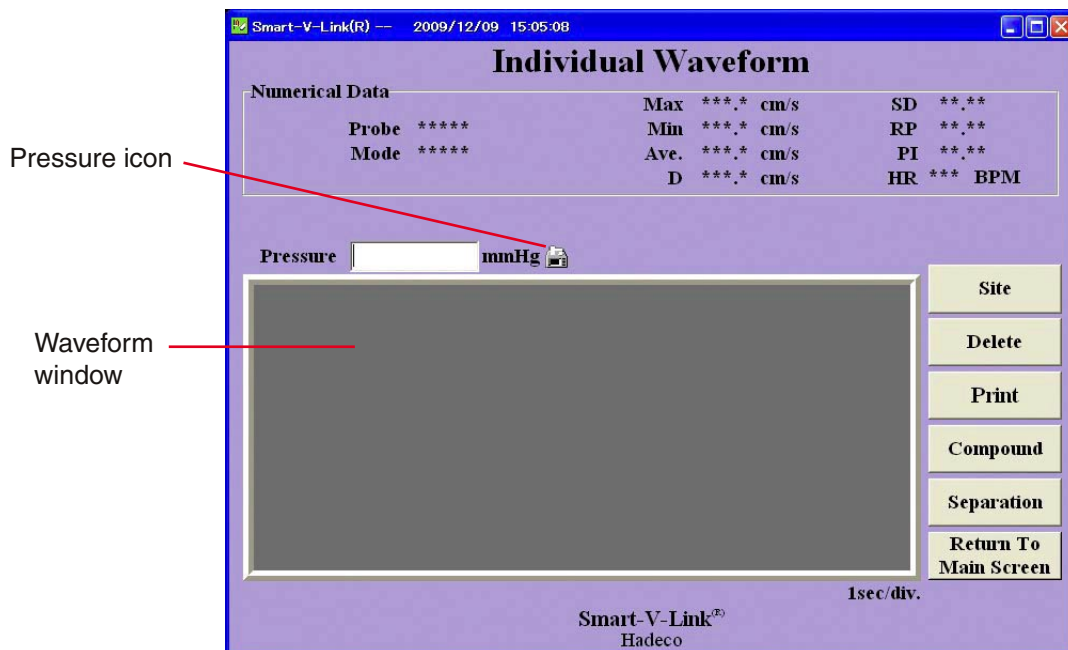 Smart-V-Link(R) -- 2009/12/09 15:05:08
Individual Waveform
Numerical Data
Max ***.* cm/s SD **.**
Probe ***** Min ***.* cm/s RP **.**
Mode ***** Ave. ***.* cm/s PI **.**
D ***.* cm/s HR *** BPM
Pressure icon
Pressure mmHg
Site
Waveform
window
Delete
Print
Compound
Separation
Return To
Main Screen
1sec/div.
Smart-V-Link(R)
Hadeco